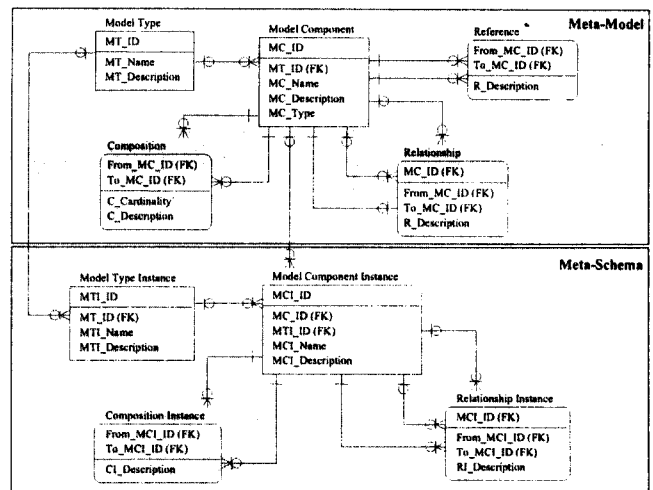 Meta-Model
Model Type
MT_ID
MT_Name
MT_Description
Model Component
MC_ID
MT_ID (FK)
MC_Name
MC_Description
MC_Type
Reference
From_MC_ID (FK)
To_MC_ID (FK)
R_Description
Composition
From_MC_ID (FK)
To_MC_ID (FK)
C_Cardinality
C_Description
Relationship
MC_ID (FK)
From_MC_ID (FK)
To_MC_ID (FK)
R_Description
Meta-Schema
Model Type Instance
MTI_ID
MT_ID (FK)
MTI_Name
MTI_Description
Model Component Instance
MCI_ID
MC_ID (FK)
MTI_ID (FK)
MCI_Name
MCI_Description
Composition Instance
From_MCI_ID (FK)
To_MCI_ID (FK)
CI_Description
Relationship Instance
MCI_ID (FK)
From_MCI_ID (FK)
To_MCI_ID (FK)
RI_Description